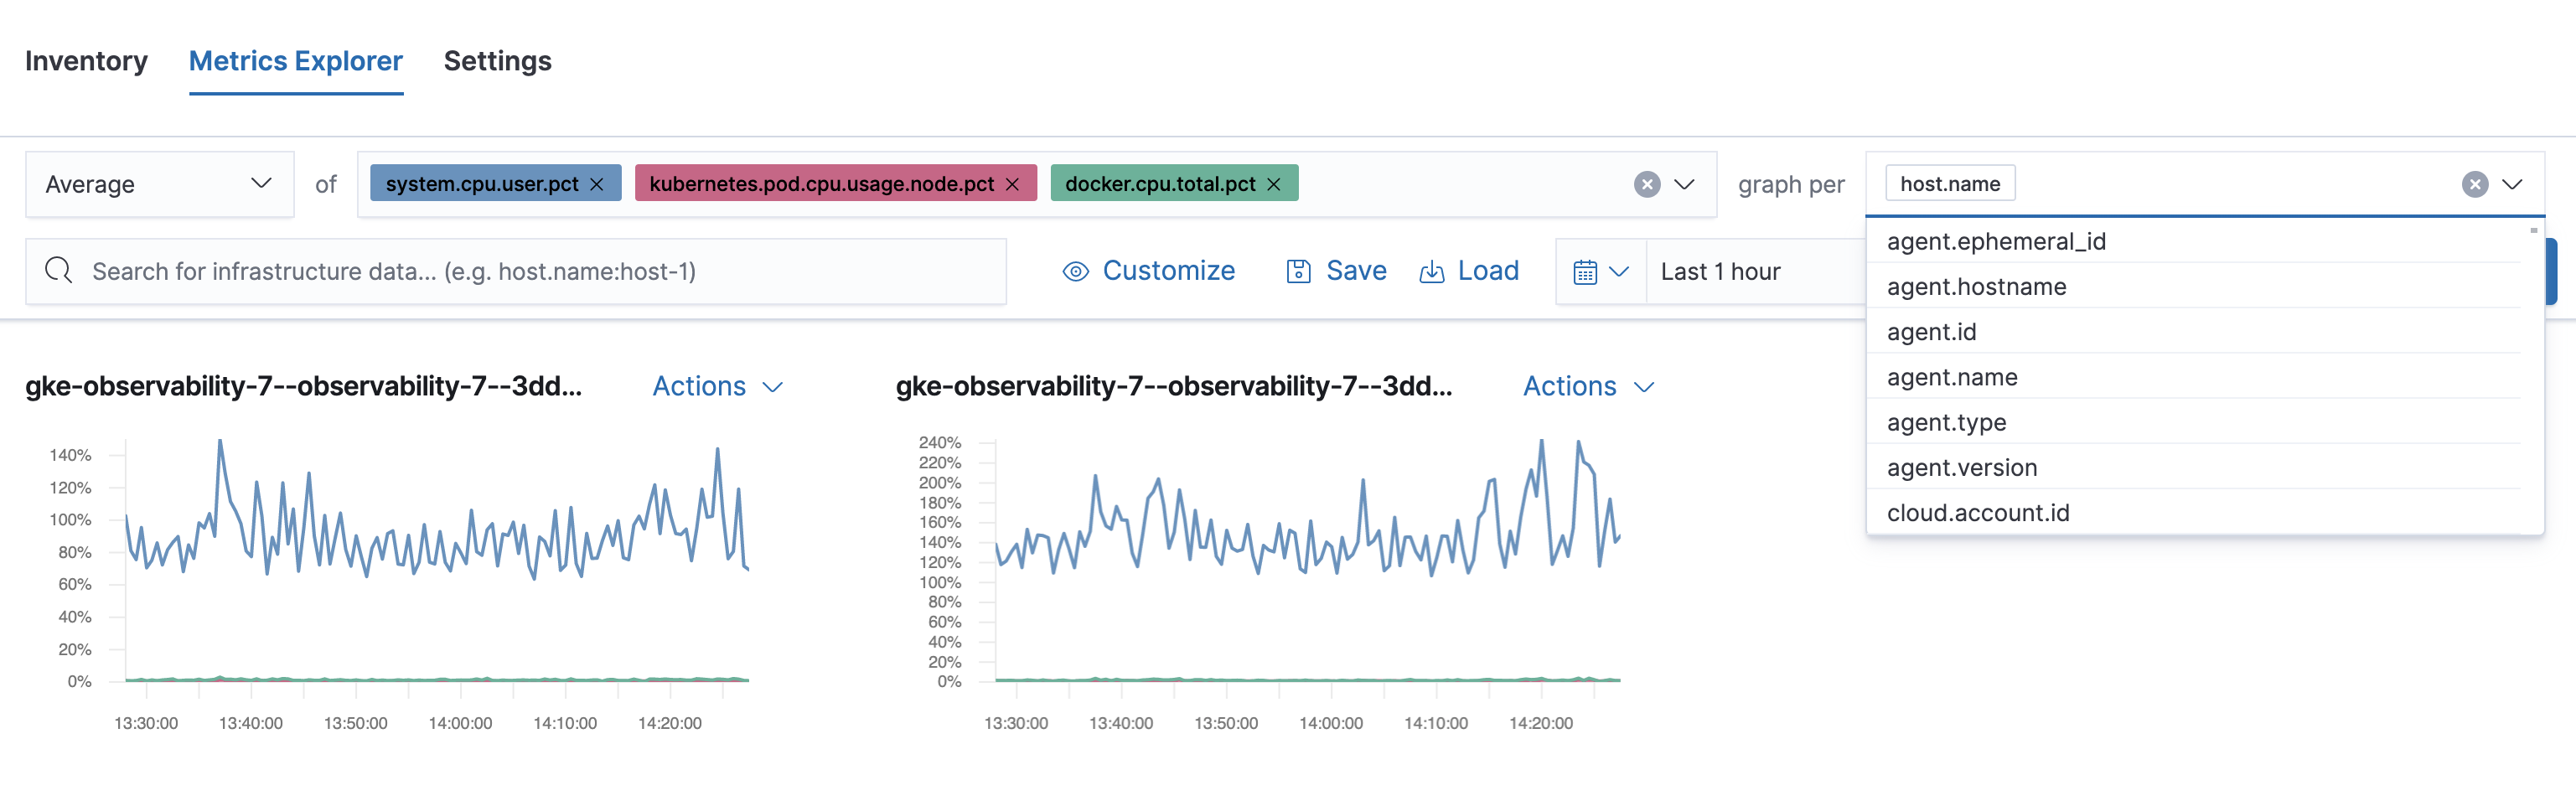 Inventory Metrics Explorer Settings
Average of system.cpu.user.pct kubernetes.pod.cpu.usage.node.pct docker.cpu.total.pct graph per host.name
Search for infrastructure data... (e.g. host.name:host-1) Customize Save Load Last 1 hour
agent.ephemeral_id
agent.hostname
agent.id
agent.name
agent.type
agent.version
cloud.account.id
gke-observability-7--observability-7--3dd... Actions
140%
120%
100%
80%
60%
40%
20%
0%
13:30:00 13:40:00 13:50:00 14:00:00 14:10:00 14:20:00
gke-observability-7--observability-7--3dd... Actions
240%
220%
200%
180%
160%
140%
120%
100%
80%
60%
40%
20%
0%
13:30:00 13:40:00 13:50:00 14:00:00 14:10:00 14:20:00